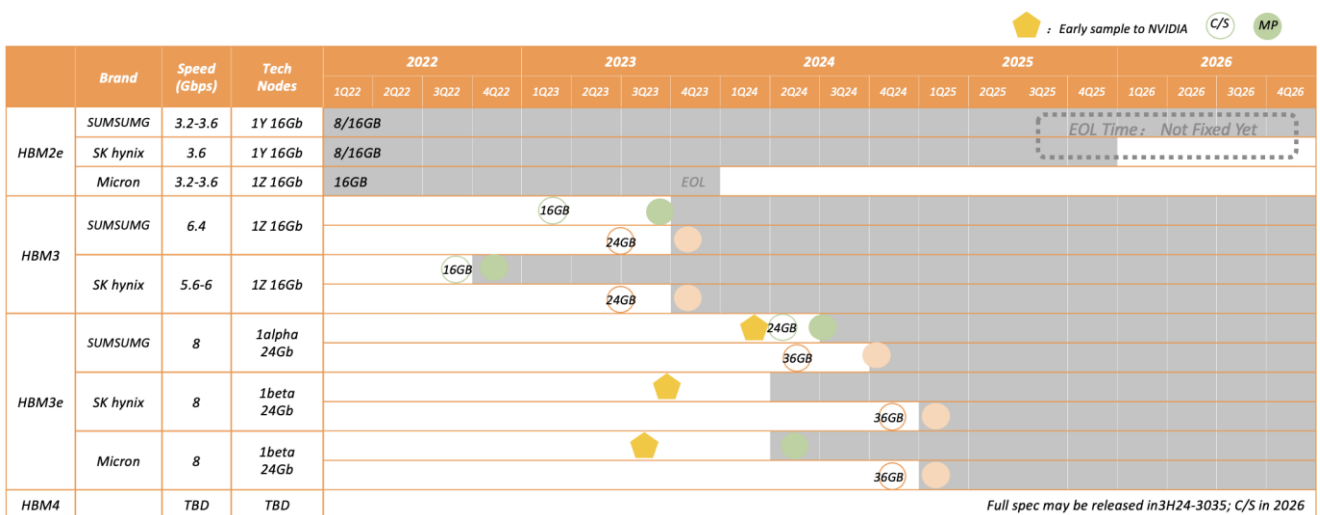 : Early sample to NVIDIA C/S MP
Brand Speed (Gbps) Tech Nodes 2022 2023 2024 2025 2026
1Q22 2Q22 3Q22 4Q22 1Q23 2Q23 3Q23 4Q23 1Q24 2Q24 3Q24 4Q24 1Q25 2Q25 3Q25 4Q25 1Q26 2Q26 3Q26 4Q26
HBM2e
SUMSUMG 3.2-3.6 1Y 16Gb 8/16GB
EOL Time: Not Fixed Yet
SK hynix 3.6 1Y 16Gb 8/16GB
Micron 3.2-3.6 1Z 16Gb 16GB EOL
HBM3
SUMSUMG 6.4 1Z 16Gb
16GB
24GB
SK hynix 5.6-6 1Z 16Gb
16GB
24GB
HBM3e
SUMSUMG 8 1alpha 24Gb
24GB
36GB
SK hynix 8 1beta 24Gb
36GB
Micron 8 1beta 24Gb
36GB
HBM4 TBD TBD Full spec may be released in3H24-3035; C/S in 2026